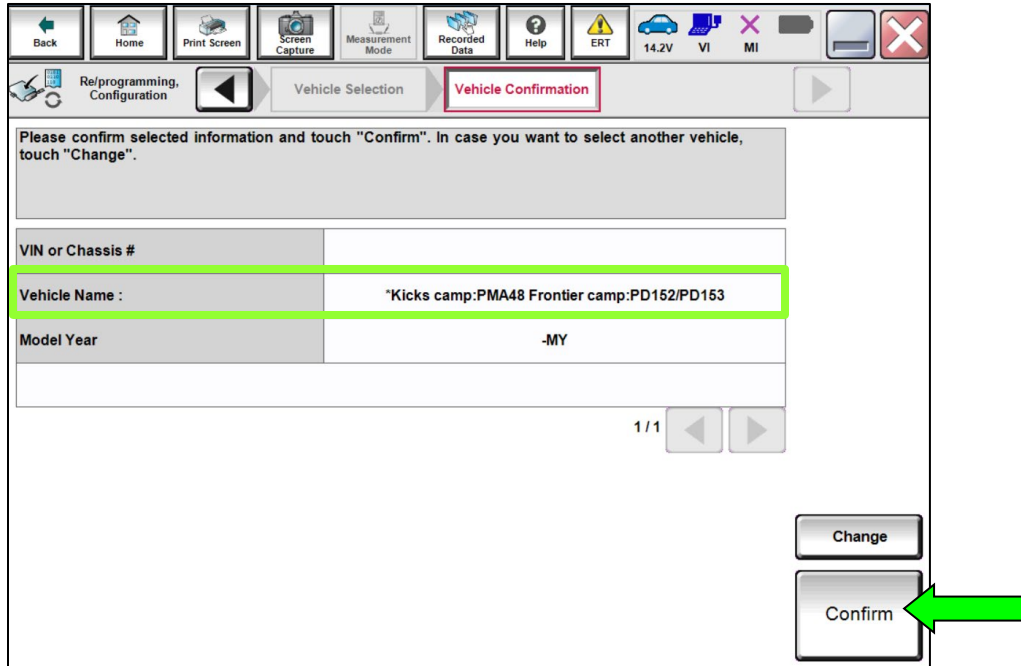 Back
Home
Print Screen
Screen
Capture
Measurement
Mode
Recorded
Data
Help
ERT
14.2V
VI
MI
Re/programming,
Configuration
Vehicle Selection
Vehicle Confirmation
Please confirm selected information and touch "Confirm". In case you want to select another vehicle,
touch "Change".
VIN or Chassis #
Vehicle Name : *Kicks camp:PMA48 Frontier camp:PD152/PD153
Model Year -MY
1/1
Change
Confirm